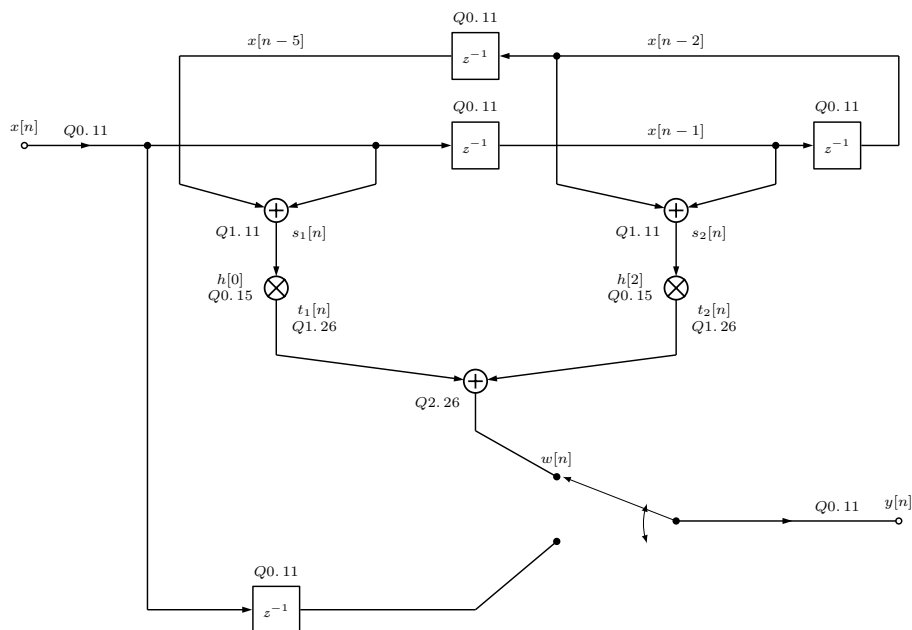 Q0.11
x[n−5]
z⁻¹
x[n−2]
x[n]
Q0.11
Q0.11
z⁻¹
x[n−1]
Q0.11
z⁻¹
Q1.11
s₁[n]
Q1.11
s₂[n]
h[0]
Q0.15
t₁[n]
Q1.26
h[2]
Q0.15
t₂[n]
Q1.26
Q2.26
w[n]
Q0.11
y[n]
Q0.11
z⁻¹